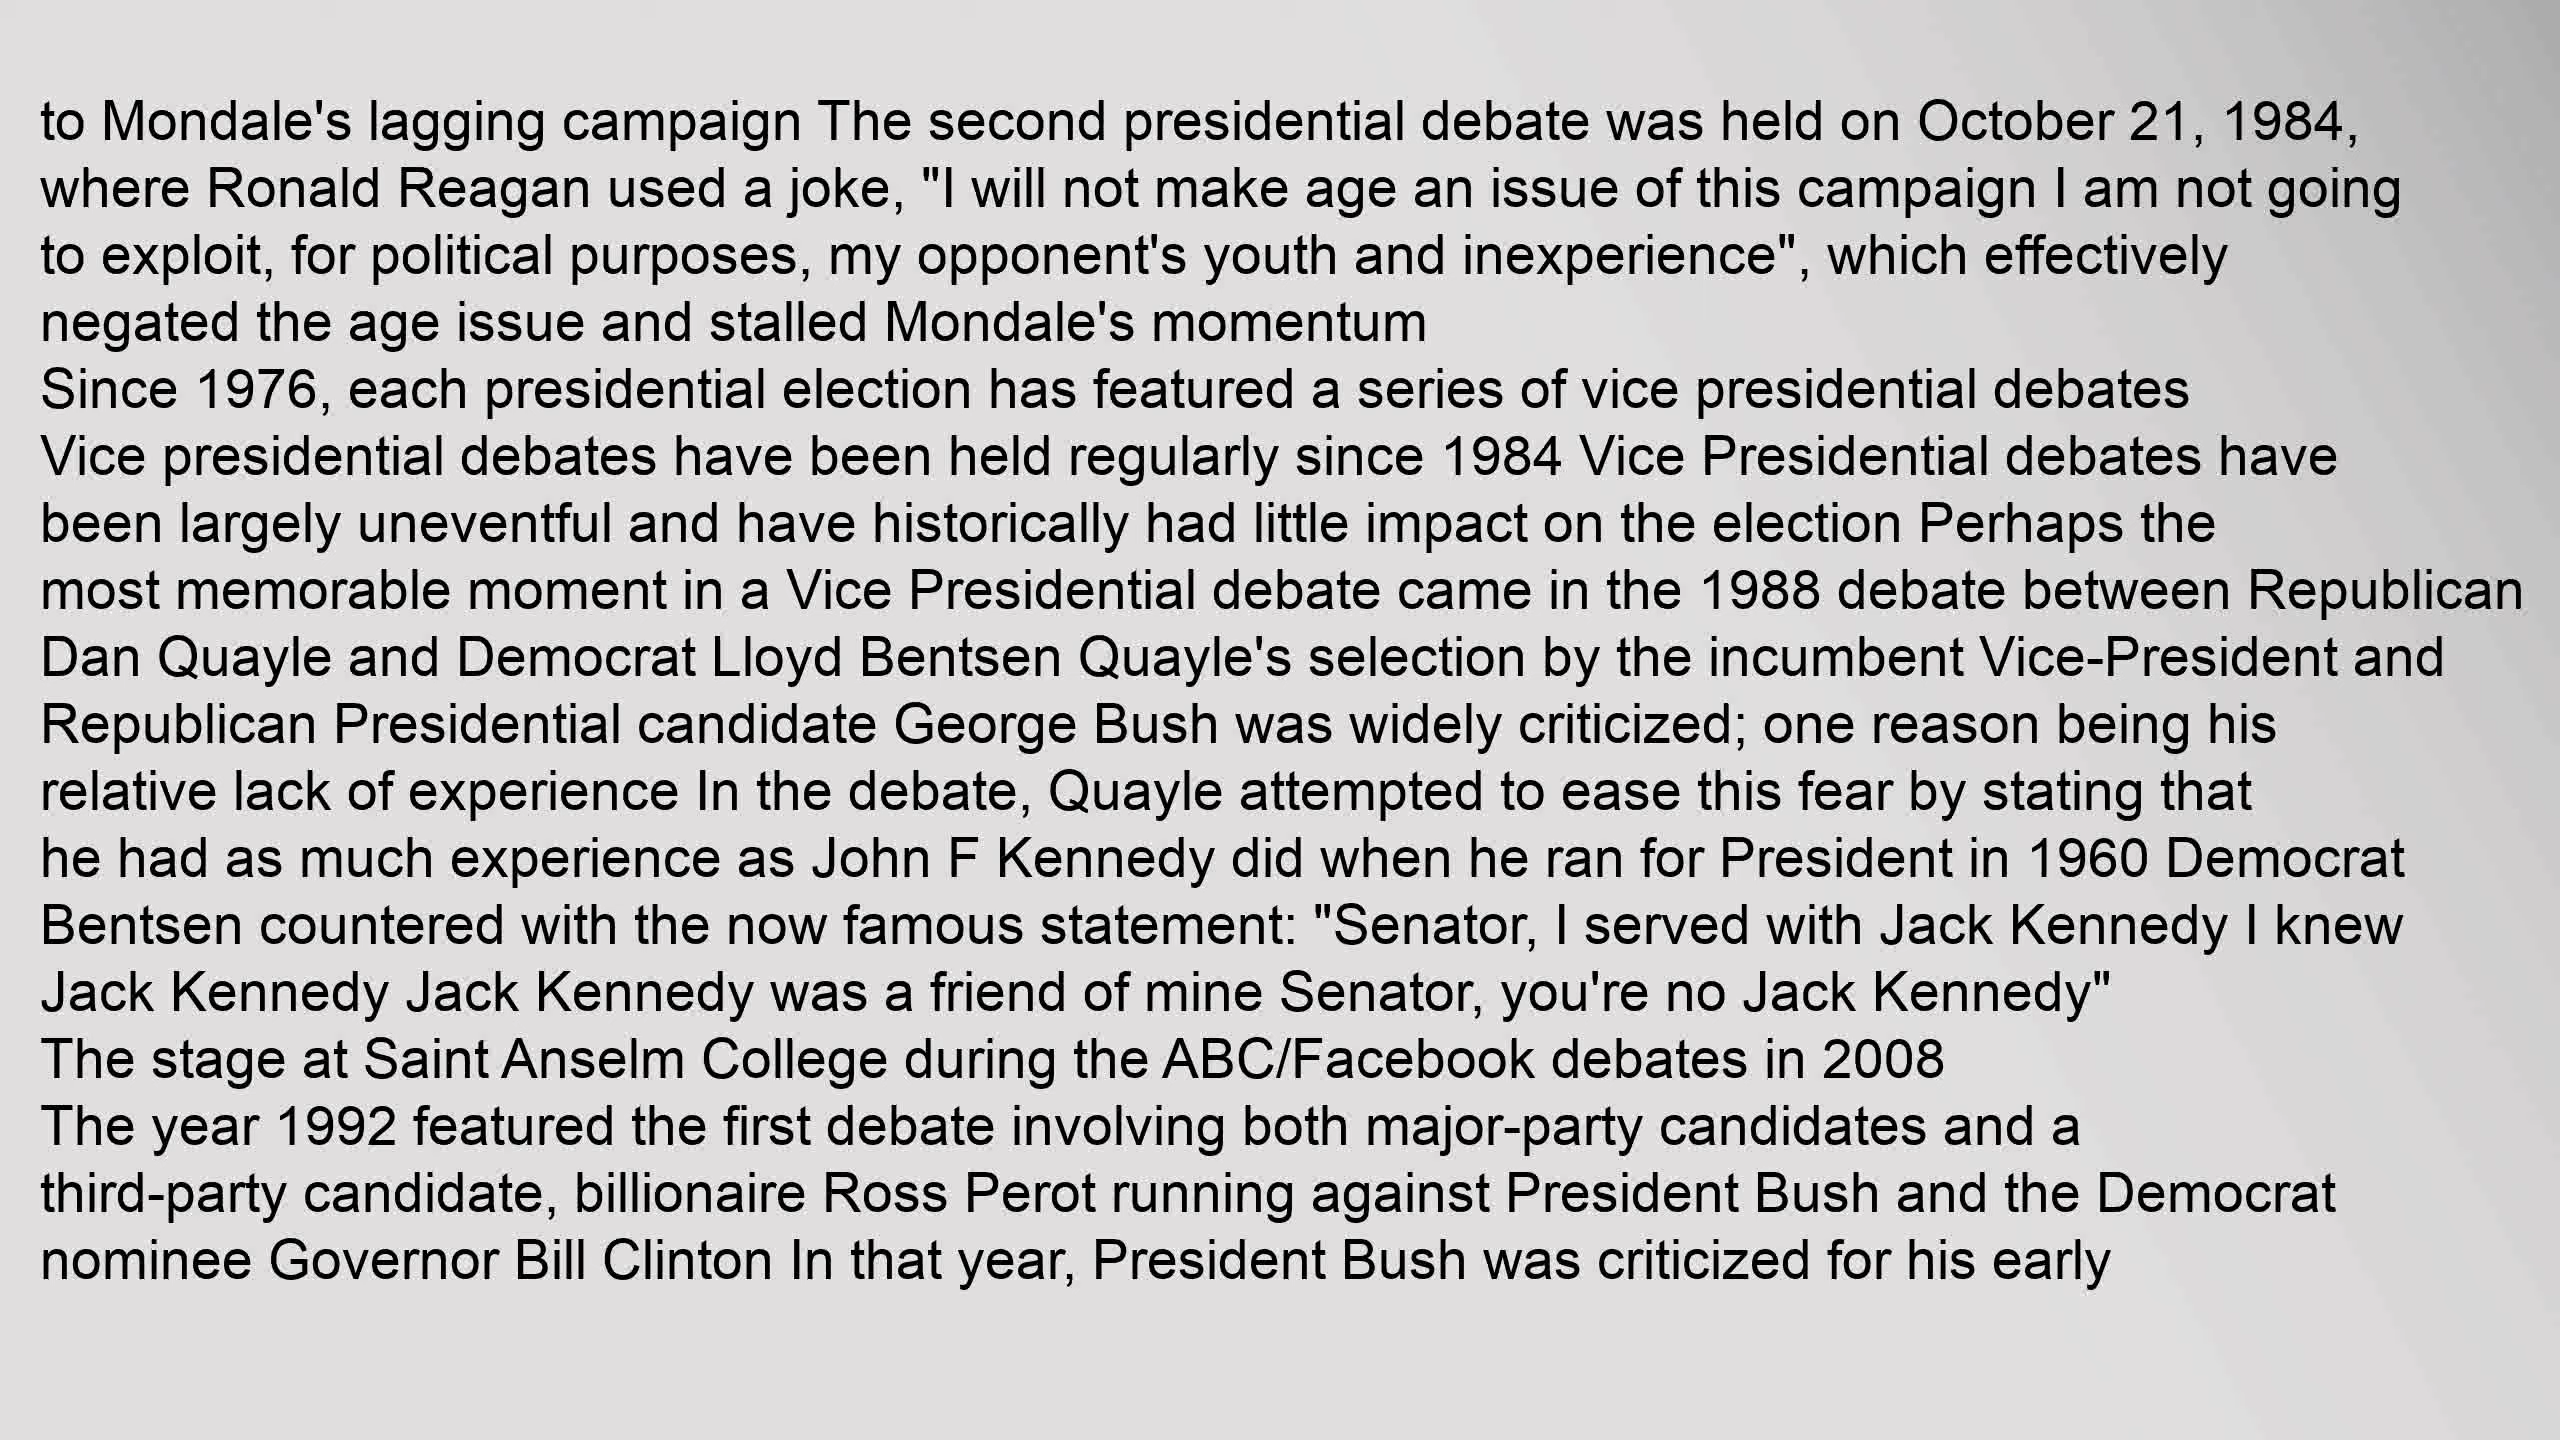 to Mondale's lagging campaign The second presidential debate was held on October 21, 1984,
where Ronald Reagan used a joke, "I will not make age an issue of this campaign I am not going
to exploit, for political purposes, my opponent's youth and inexperience", which effectively
negated the age issue and stalled Mondale's momentum
Since 1976, each presidential election has featured a series of vice presidential debates
Vice presidential debates have been held regularly since 1984 Vice Presidential debates have
been largely uneventful and have historically had little impact on the election Perhaps the
most memorable moment in a Vice Presidential debate came in the 1988 debate between Republican
Dan Quayle and Democrat Lloyd Bentsen Quayle's selection by the incumbent Vice-President and
Republican Presidential candidate George Bush was widely criticized; one reason being his
relative lack of experience In the debate, Quayle attempted to ease this fear by stating that
he had as much experience as John F Kennedy did when he ran for President in 1960 Democrat
Bentsen countered with the now famous statement: "Senator, I served with Jack Kennedy I knew
Jack Kennedy Jack Kennedy was a friend of mine Senator, you're no Jack Kennedy"
The stage at Saint Anselm College during the ABC/Facebook debates in 2008
The year 1992 featured the first debate involving both major-party candidates and a
third-party candidate, billionaire Ross Perot running against President Bush and the Democrat
nominee Governor Bill Clinton In that year, President Bush was criticized for his early